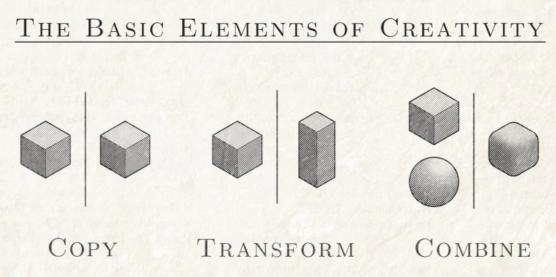 The Basic Elements of Creativity
Copy
Transform
Combine